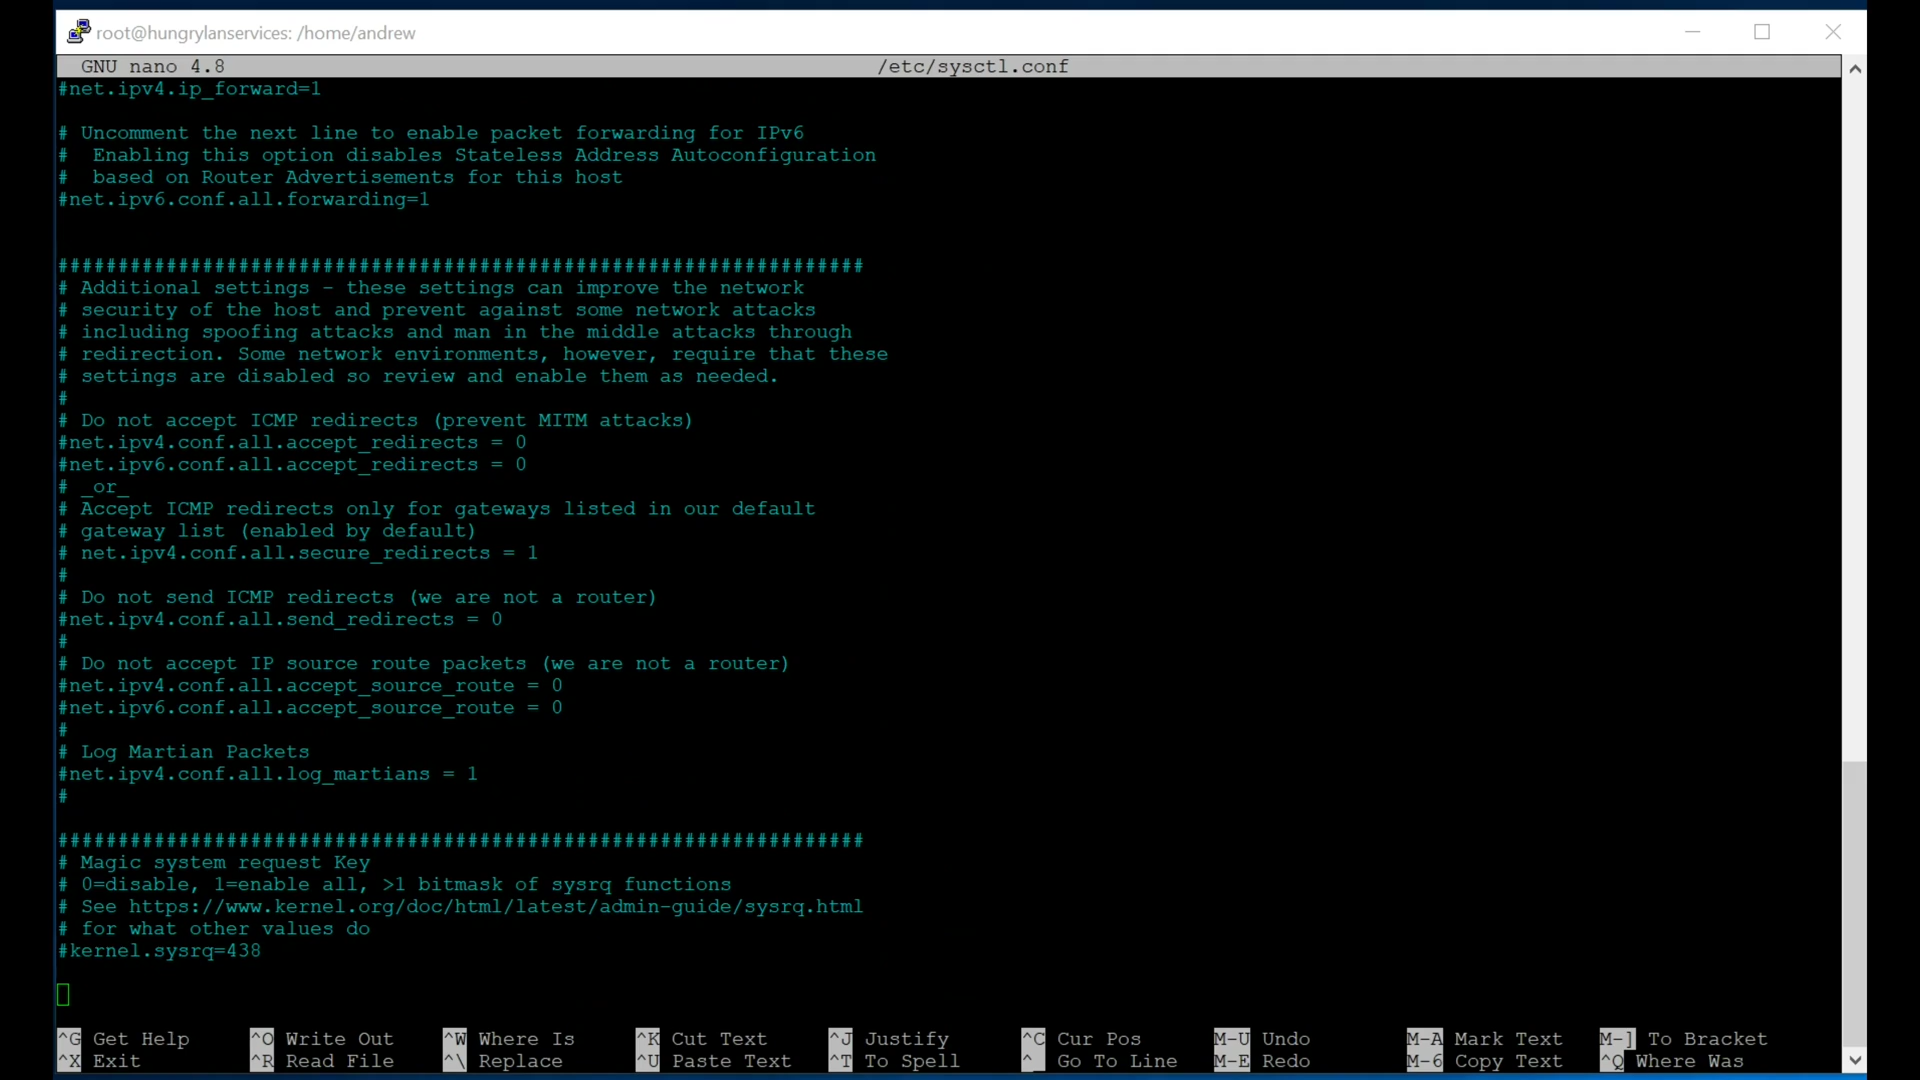 root@hungrylanservices: /home/andrew
GNU nano 4.8 /etc/sysctl.conf
#net.ipv4.ip_forward=1
# Uncomment the next line to enable packet forwarding for IPv6
#  Enabling this option disables Stateless Address Autoconfiguration
#  based on Router Advertisements for this host
#net.ipv6.conf.all.forwarding=1
###################################################################
# Additional settings - these settings can improve the network
# security of the host and prevent against some network attacks
# including spoofing attacks and man in the middle attacks through
# redirection. Some network environments, however, require that these
# settings are disabled so review and enable them as needed.
#
# Do not accept ICMP redirects (prevent MITM attacks)
#net.ipv4.conf.all.accept_redirects = 0
#net.ipv6.conf.all.accept_redirects = 0
# _or_
# Accept ICMP redirects only for gateways listed in our default
# gateway list (enabled by default)
# net.ipv4.conf.all.secure_redirects = 1
#
# Do not send ICMP redirects (we are not a router)
#net.ipv4.conf.all.send_redirects = 0
#
# Do not accept IP source route packets (we are not a router)
#net.ipv4.conf.all.accept_source_route = 0
#net.ipv6.conf.all.accept_source_route = 0
#
# Log Martian Packets
#net.ipv4.conf.all.log_martians = 1
#
###################################################################
# Magic system request Key
# 0=disable, 1=enable all, >1 bitmask of sysrq functions
# See https://www.kernel.org/doc/html/latest/admin-guide/sysrq.html
# for what other values do
#kernel.sysrq=438
^G Get Help ^O Write Out ^W Where Is ^K Cut Text ^J Justify ^C Cur Pos M-U Undo M-A Mark Text M-] To Bracket
^X Exit ^R Read File ^\ Replace ^U Paste Text ^T To Spell ^_ Go To Line M-E Redo M-6 Copy Text ^Q Where Was